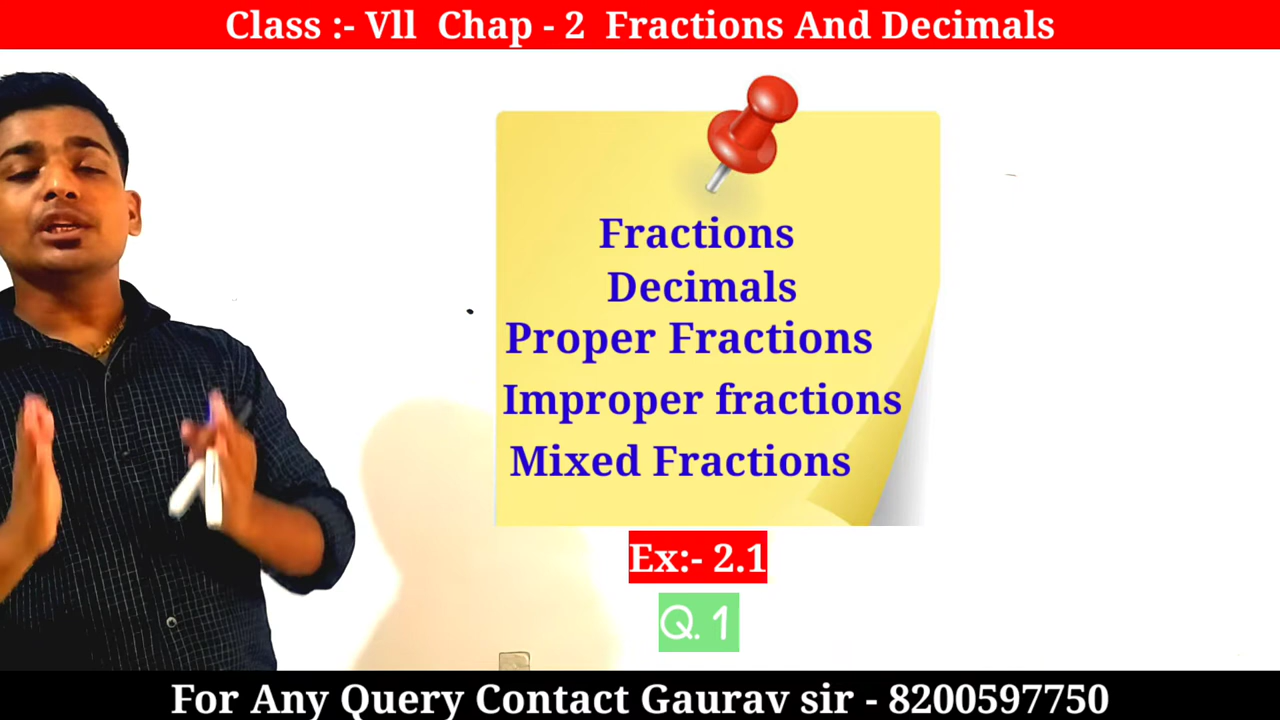 Class :- Vll Chap - 2 Fractions And Decimals
Fractions
Decimals
Proper Fractions
Improper fractions
Mixed Fractions
Ex:- 2.1
Q. 1
For Any Query Contact Gaurav sir - 8200597750